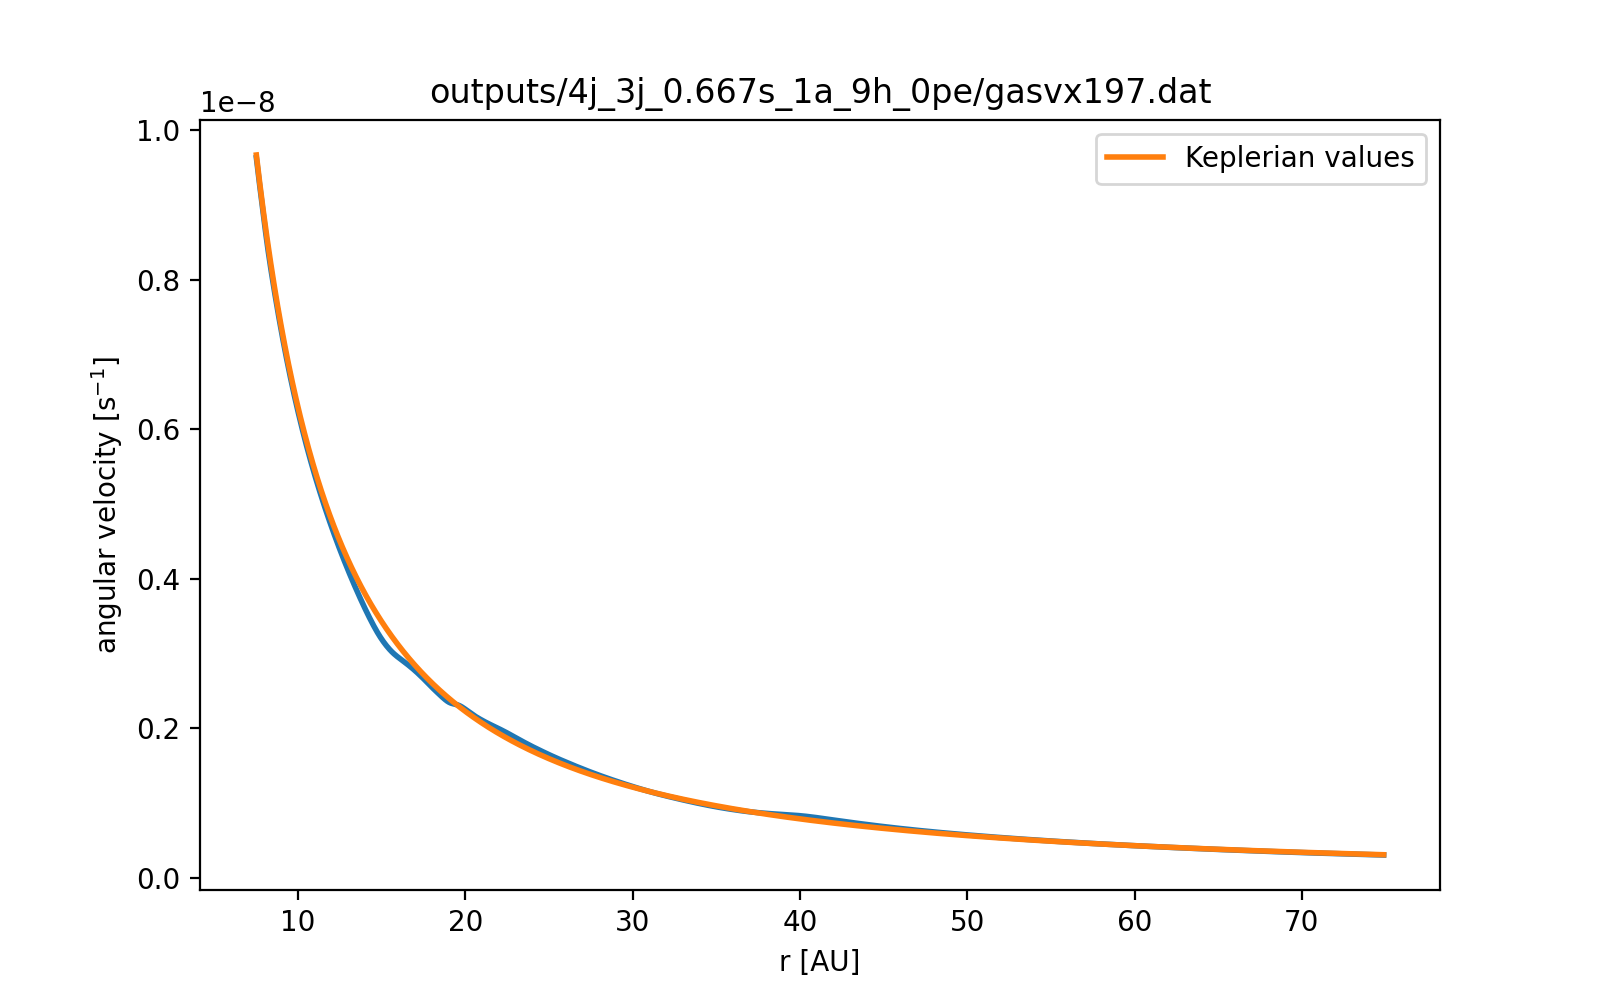 outputs/4j_3j_0.667s_1a_9h_0pe/gasvx197.dat
1e−8
Keplerian values
1.0
0.8
0.6
0.4
0.2
0.0
angular velocity [s⁻¹]
10 20 30 40 50 60 70
r [AU]